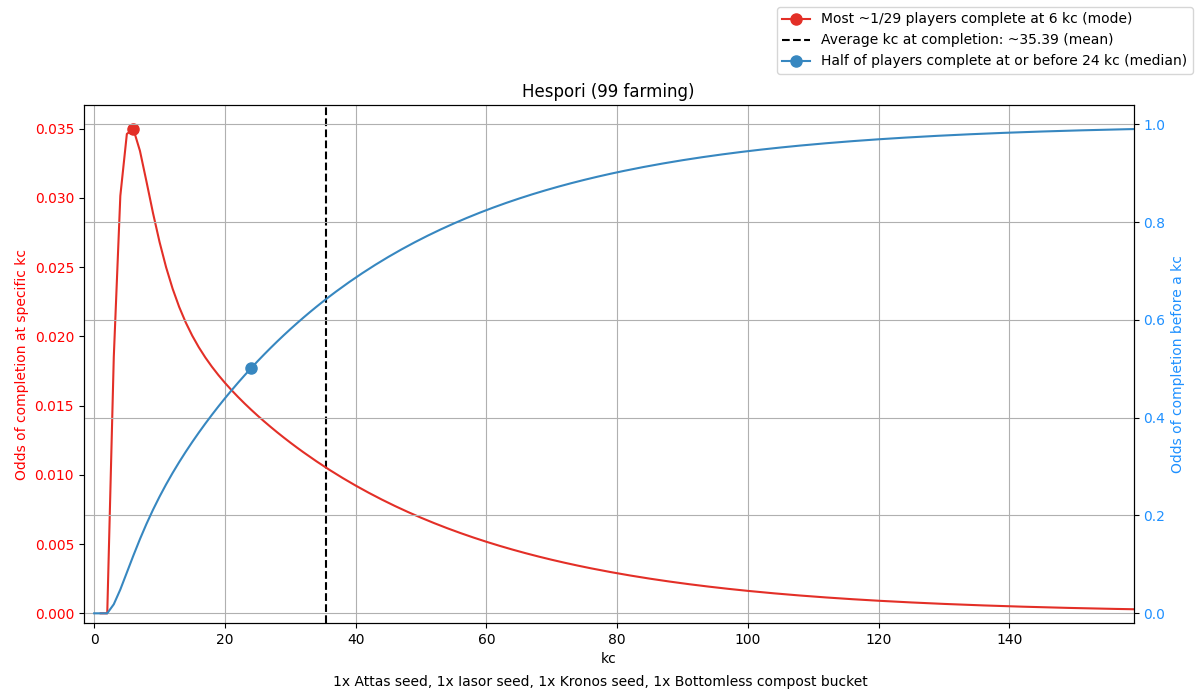 Most ~1/29 players complete at 6 kc (mode)
Average kc at completion: ~35.39 (mean)
Half of players complete at or before 24 kc (median)
Hespori (99 farming)
Odds of completion at specific kc
0.035
0.030
0.025
0.020
0.015
0.010
0.005
0.000
1.0
0.8
0.6
0.4
0.2
0.0
Odds of completion before a kc
0 20 40 60 80 100 120 140
kc
1x Attas seed, 1x Iasor seed, 1x Kronos seed, 1x Bottomless compost bucket